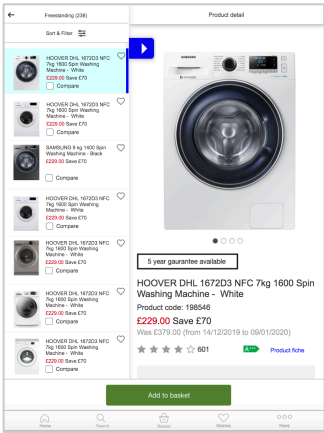 Freestanding (238)
Product detail
Sort & Filter
HOOVER DHL 1672D3 NFC
7kg 1600 Spin Washing
Machine - White
£229.00 Save £70
Compare
HOOVER DHL 1672D3 NFC
7kg 1600 Spin Washing
Machine - White
£229.00 Save £70
Compare
SAMSUNG 9 kg 1400 Spin
Washing Machine - Black
£229.00 Save £70
Compare
HOOVER DHL 1672D3 NFC
7kg 1600 Spin Washing
Machine - White
£229.00 Save £70
Compare
HOOVER DHL 1672D3 NFC
7kg 1600 Spin Washing
Machine - White
£229.00 Save £70
Compare
HOOVER DHL 1672D3 NFC
7kg 1600 Spin Washing
Machine - White
£229.00 Save £70
Compare
HOOVER DHL 1672D3 NFC
7kg 1600 Spin Washing
Machine - White
£229.00 Save £70
Compare
SAMSUNG
5 year gaurantee available
HOOVER DHL 1672D3 NFC 7kg 1600 Spin
Washing Machine - White
Product code: 198546
£229.00 Save £70
Was £379.00 (from 14/12/2019 to 09/01/2020)
601
A+++
Product fiche
Add to basket
Home
Search
Basket
Wishlist
More